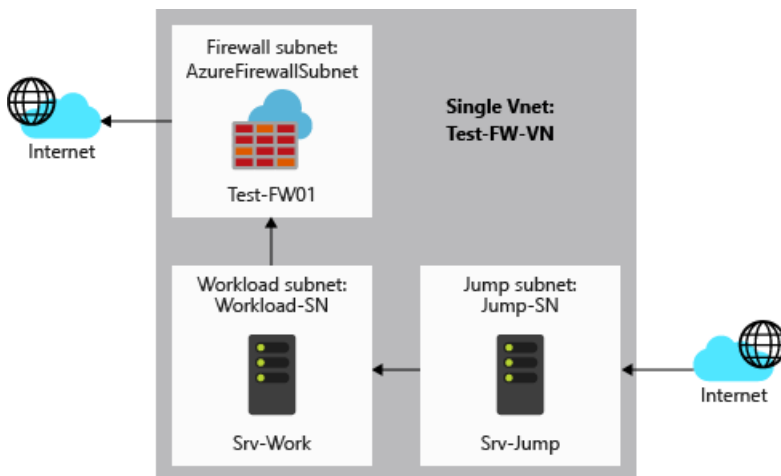 Firewall subnet:
AzureFirewallSubnet
Test-FW01
Single Vnet:
Test-FW-VN
Internet
Workload subnet:
Workload-SN
Srv-Work
Jump subnet:
Jump-SN
Srv-Jump
Internet